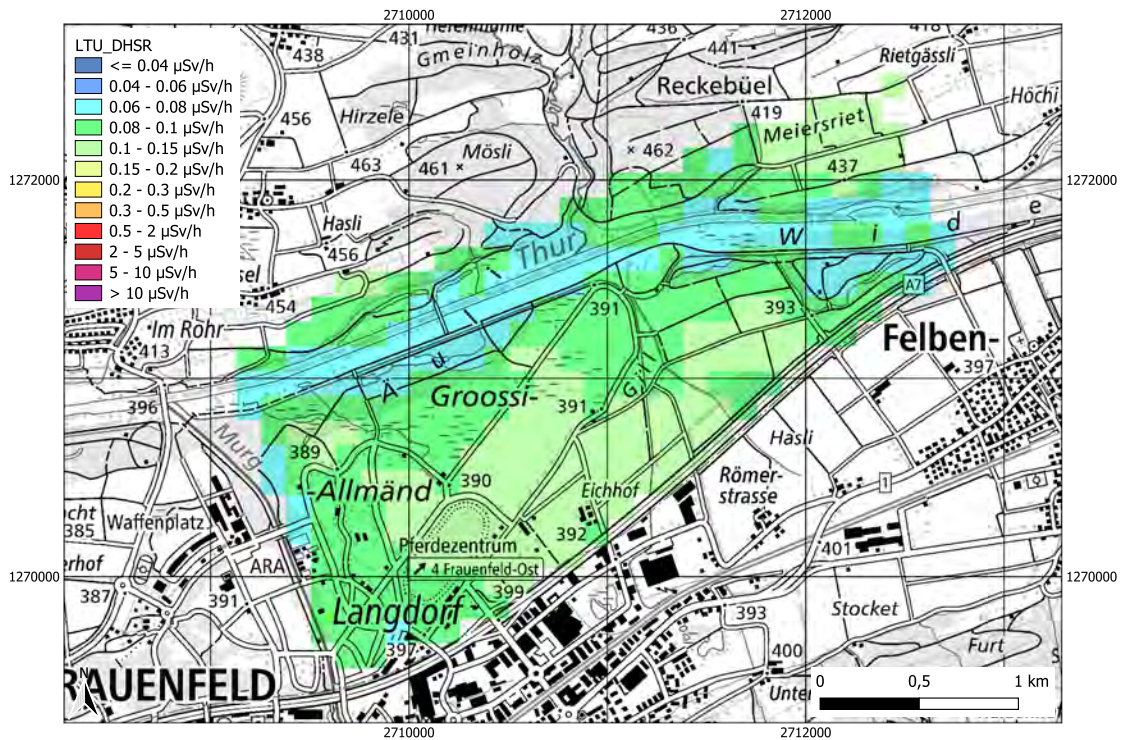 2710000
2712000
LTU_DHSR
<= 0.04 µSv/h
0.04 - 0.06 µSv/h
0.06 - 0.08 µSv/h
0.08 - 0.1 µSv/h
0.1 - 0.15 µSv/h
0.15 - 0.2 µSv/h
0.2 - 0.3 µSv/h
0.3 - 0.5 µSv/h
0.5 - 2 µSv/h
2 - 5 µSv/h
5 - 10 µSv/h
> 10 µSv/h
431
436
418
438
Gmeinholz
441
Rietgässli
Reckebüel
Höchi
456
Hirzele
419
Meiersriet
Mösli
462
463
461
437
1272000
1272000
Hasli
Thur
W i d e
456
sel
A7
454
391
393
Im Rohr
Felben-
413
397
G i l l
A u
396
Groossi-
391
Murg
389
Hasli
-Allmänd
390
Römer-
strasse
Eichhof
1
385
Waffenplatz
392
Pferdezentrum
401
erhof
ARA
4 Frauenfeld-Ost
1270000
1270000
387
391
399
Langdorf
393
Stocket
Furt
397
400
N
RAUENFELD
Unter
0
0,5
1 km
2710000
2712000